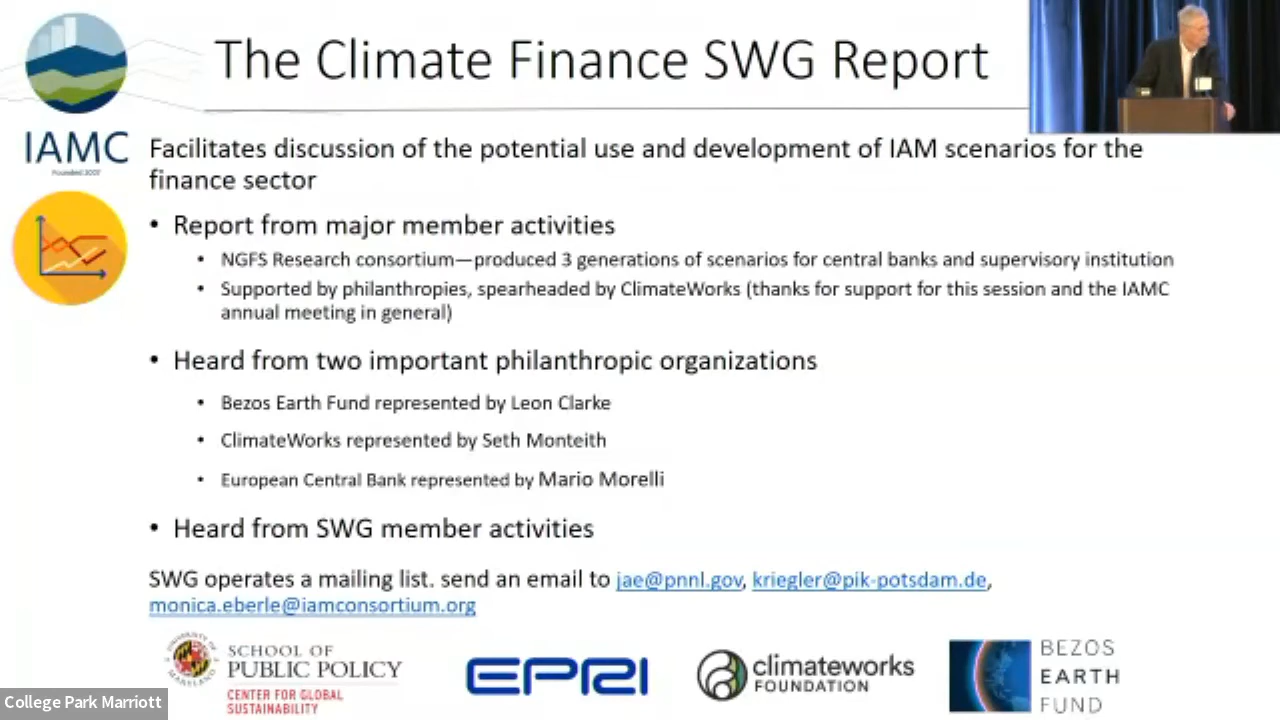 The Climate Finance SWG Report
IAMC
Founded 2007
Facilitates discussion of the potential use and development of IAM scenarios for the
finance sector
• Report from major member activities
• NGFS Research consortium—produced 3 generations of scenarios for central banks and supervisory institution
• Supported by philanthropies, spearheaded by ClimateWorks (thanks for support for this session and the IAMC
annual meeting in general)
• Heard from two important philanthropic organizations
• Bezos Earth Fund represented by Leon Clarke
• ClimateWorks represented by Seth Monteith
• European Central Bank represented by Mario Morelli
• Heard from SWG member activities
SWG operates a mailing list. send an email to jae@pnnl.gov, kriegler@pik-potsdam.de,
monica.eberle@iamconsortium.org
UNIVERSITY OF
MARYLAND
SCHOOL OF
PUBLIC POLICY
CENTER FOR GLOBAL
SUSTAINABILITY
EPRI
climateworks
FOUNDATION
BEZOS
EARTH
FUND
College Park Marriott